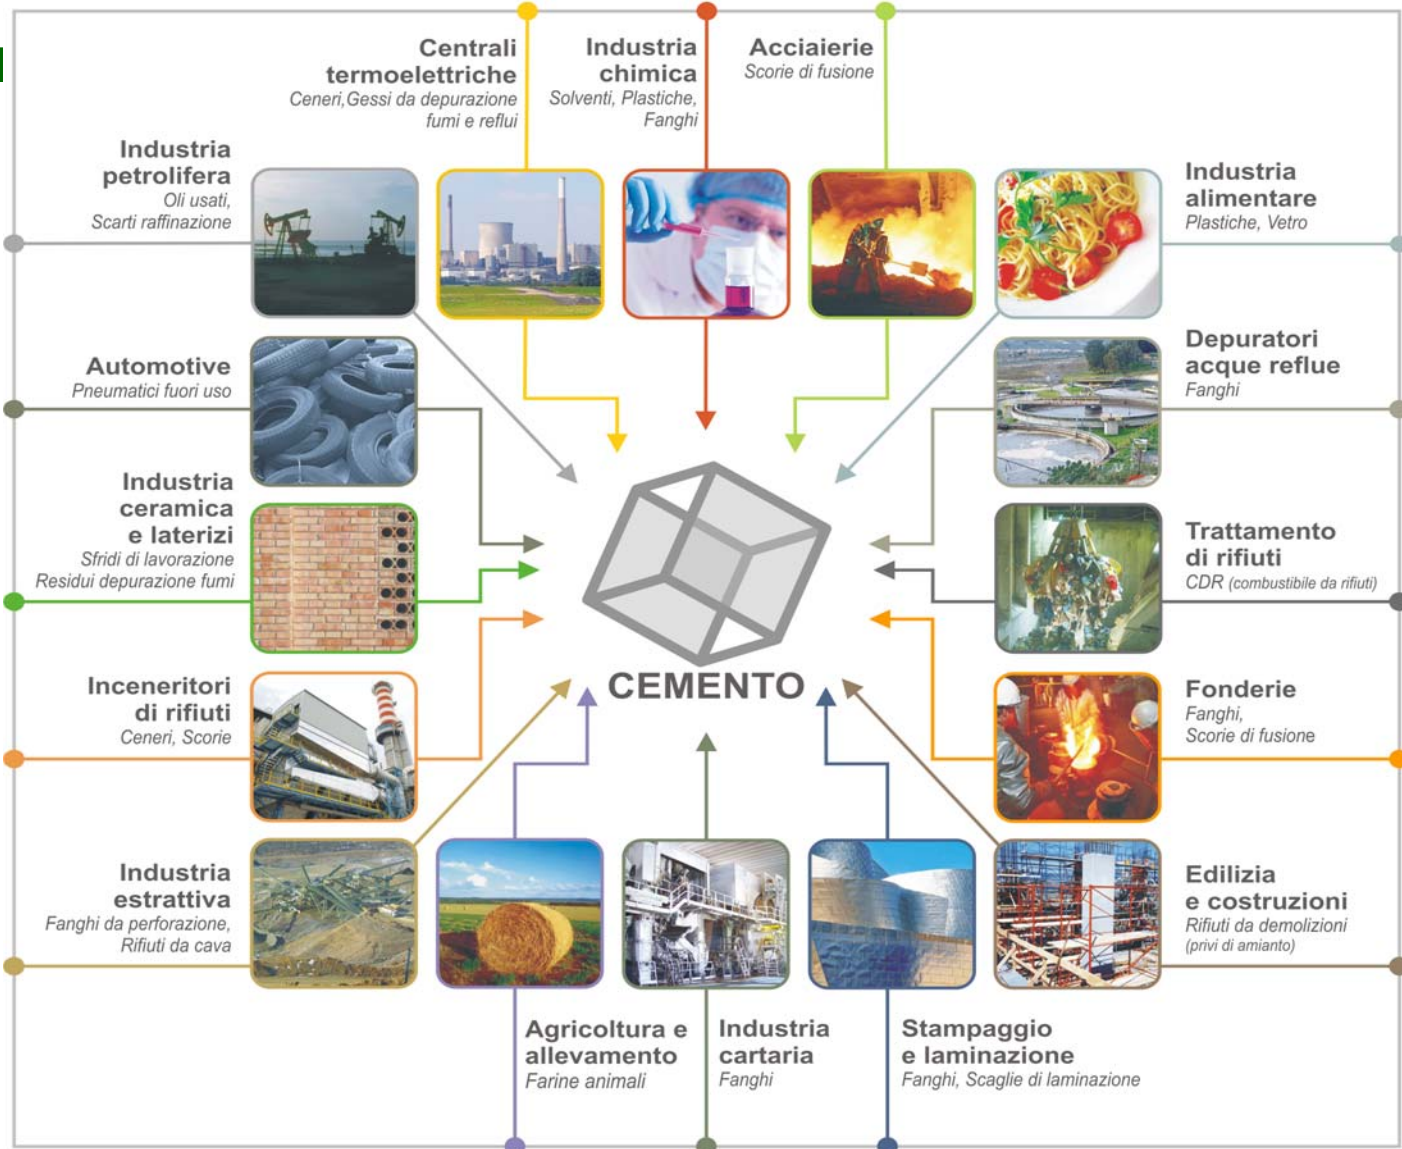 Centrali
termoelettriche
Ceneri,Gessi da depurazione
fumi e reflui
Industria
chimica
Solventi, Plastiche,
Fanghi
Acciaierie
Scorie di fusione
Industria
petrolifera
Oli usati,
Scarti raffinazione
Industria
alimentare
Plastiche, Vetro
Automotive
Pneumatici fuori uso
Depuratori
acque reflue
Fanghi
Industria
ceramica
e laterizi
Sfridi di lavorazione
Residui depurazione fumi
Trattamento
di rifiuti
CDR (combustibile da rifiuti)
CEMENTO
Inceneritori
di rifiuti
Ceneri, Scorie
Fonderie
Fanghi,
Scorie di fusione
Industria
estrattiva
Fanghi da perforazione,
Rifiuti da cava
Edilizia
e costruzioni
Rifiuti da demolizioni
(privi di amianto)
Agricoltura e
allevamento
Farine animali
Industria
cartaria
Fanghi
Stampaggio
e laminazione
Fanghi, Scaglie di laminazione